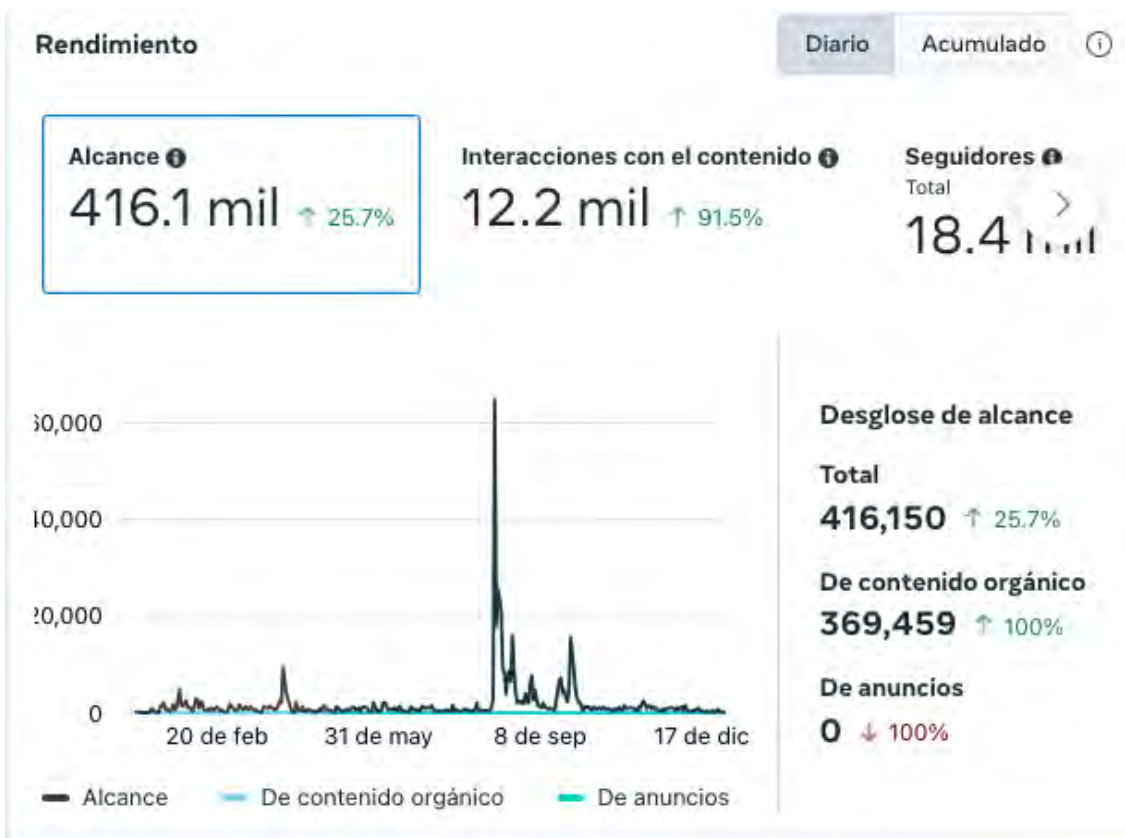 Rendimiento
Diario
Acumulado
Alcance
416.1 mil ↑ 25.7%
Interacciones con el contenido
12.2 mil ↑ 91.5%
Seguidores
Total
18.4
0,000
0,000
0,000
0
20 de feb
31 de may
8 de sep
17 de dic
Alcance
De contenido orgánico
De anuncios
Desglose de alcance
Total
416,150 ↑ 25.7%
De contenido orgánico
369,459 ↑ 100%
De anuncios
0 ↓ 100%